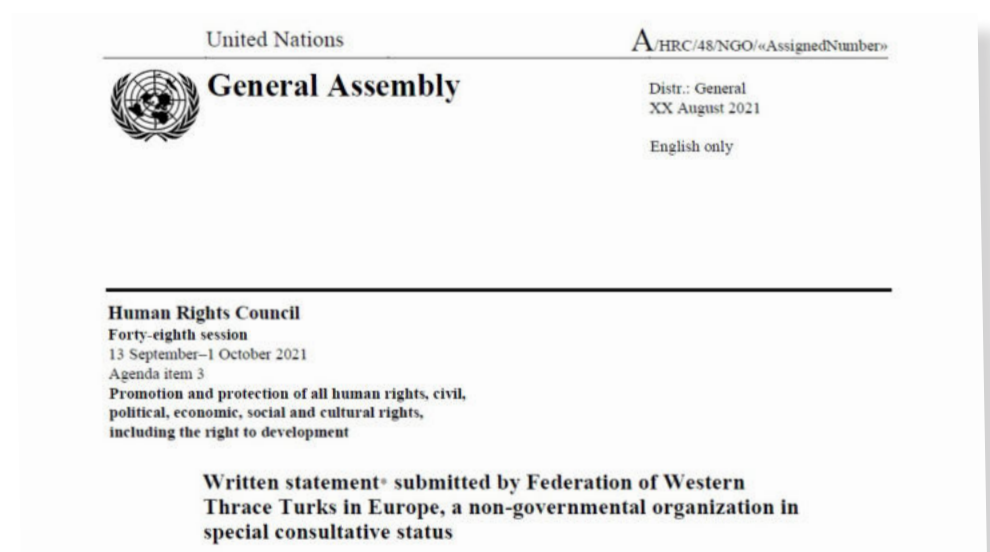 United Nations
A/HRC/48/NGO/«AssignedNumber»
General Assembly
Distr.: General
XX August 2021
English only
Human Rights Council
Forty-eighth session
13 September–1 October 2021
Agenda item 3
Promotion and protection of all human rights, civil,
political, economic, social and cultural rights,
including the right to development
Written statement* submitted by Federation of Western
Thrace Turks in Europe, a non-governmental organization in
special consultative status